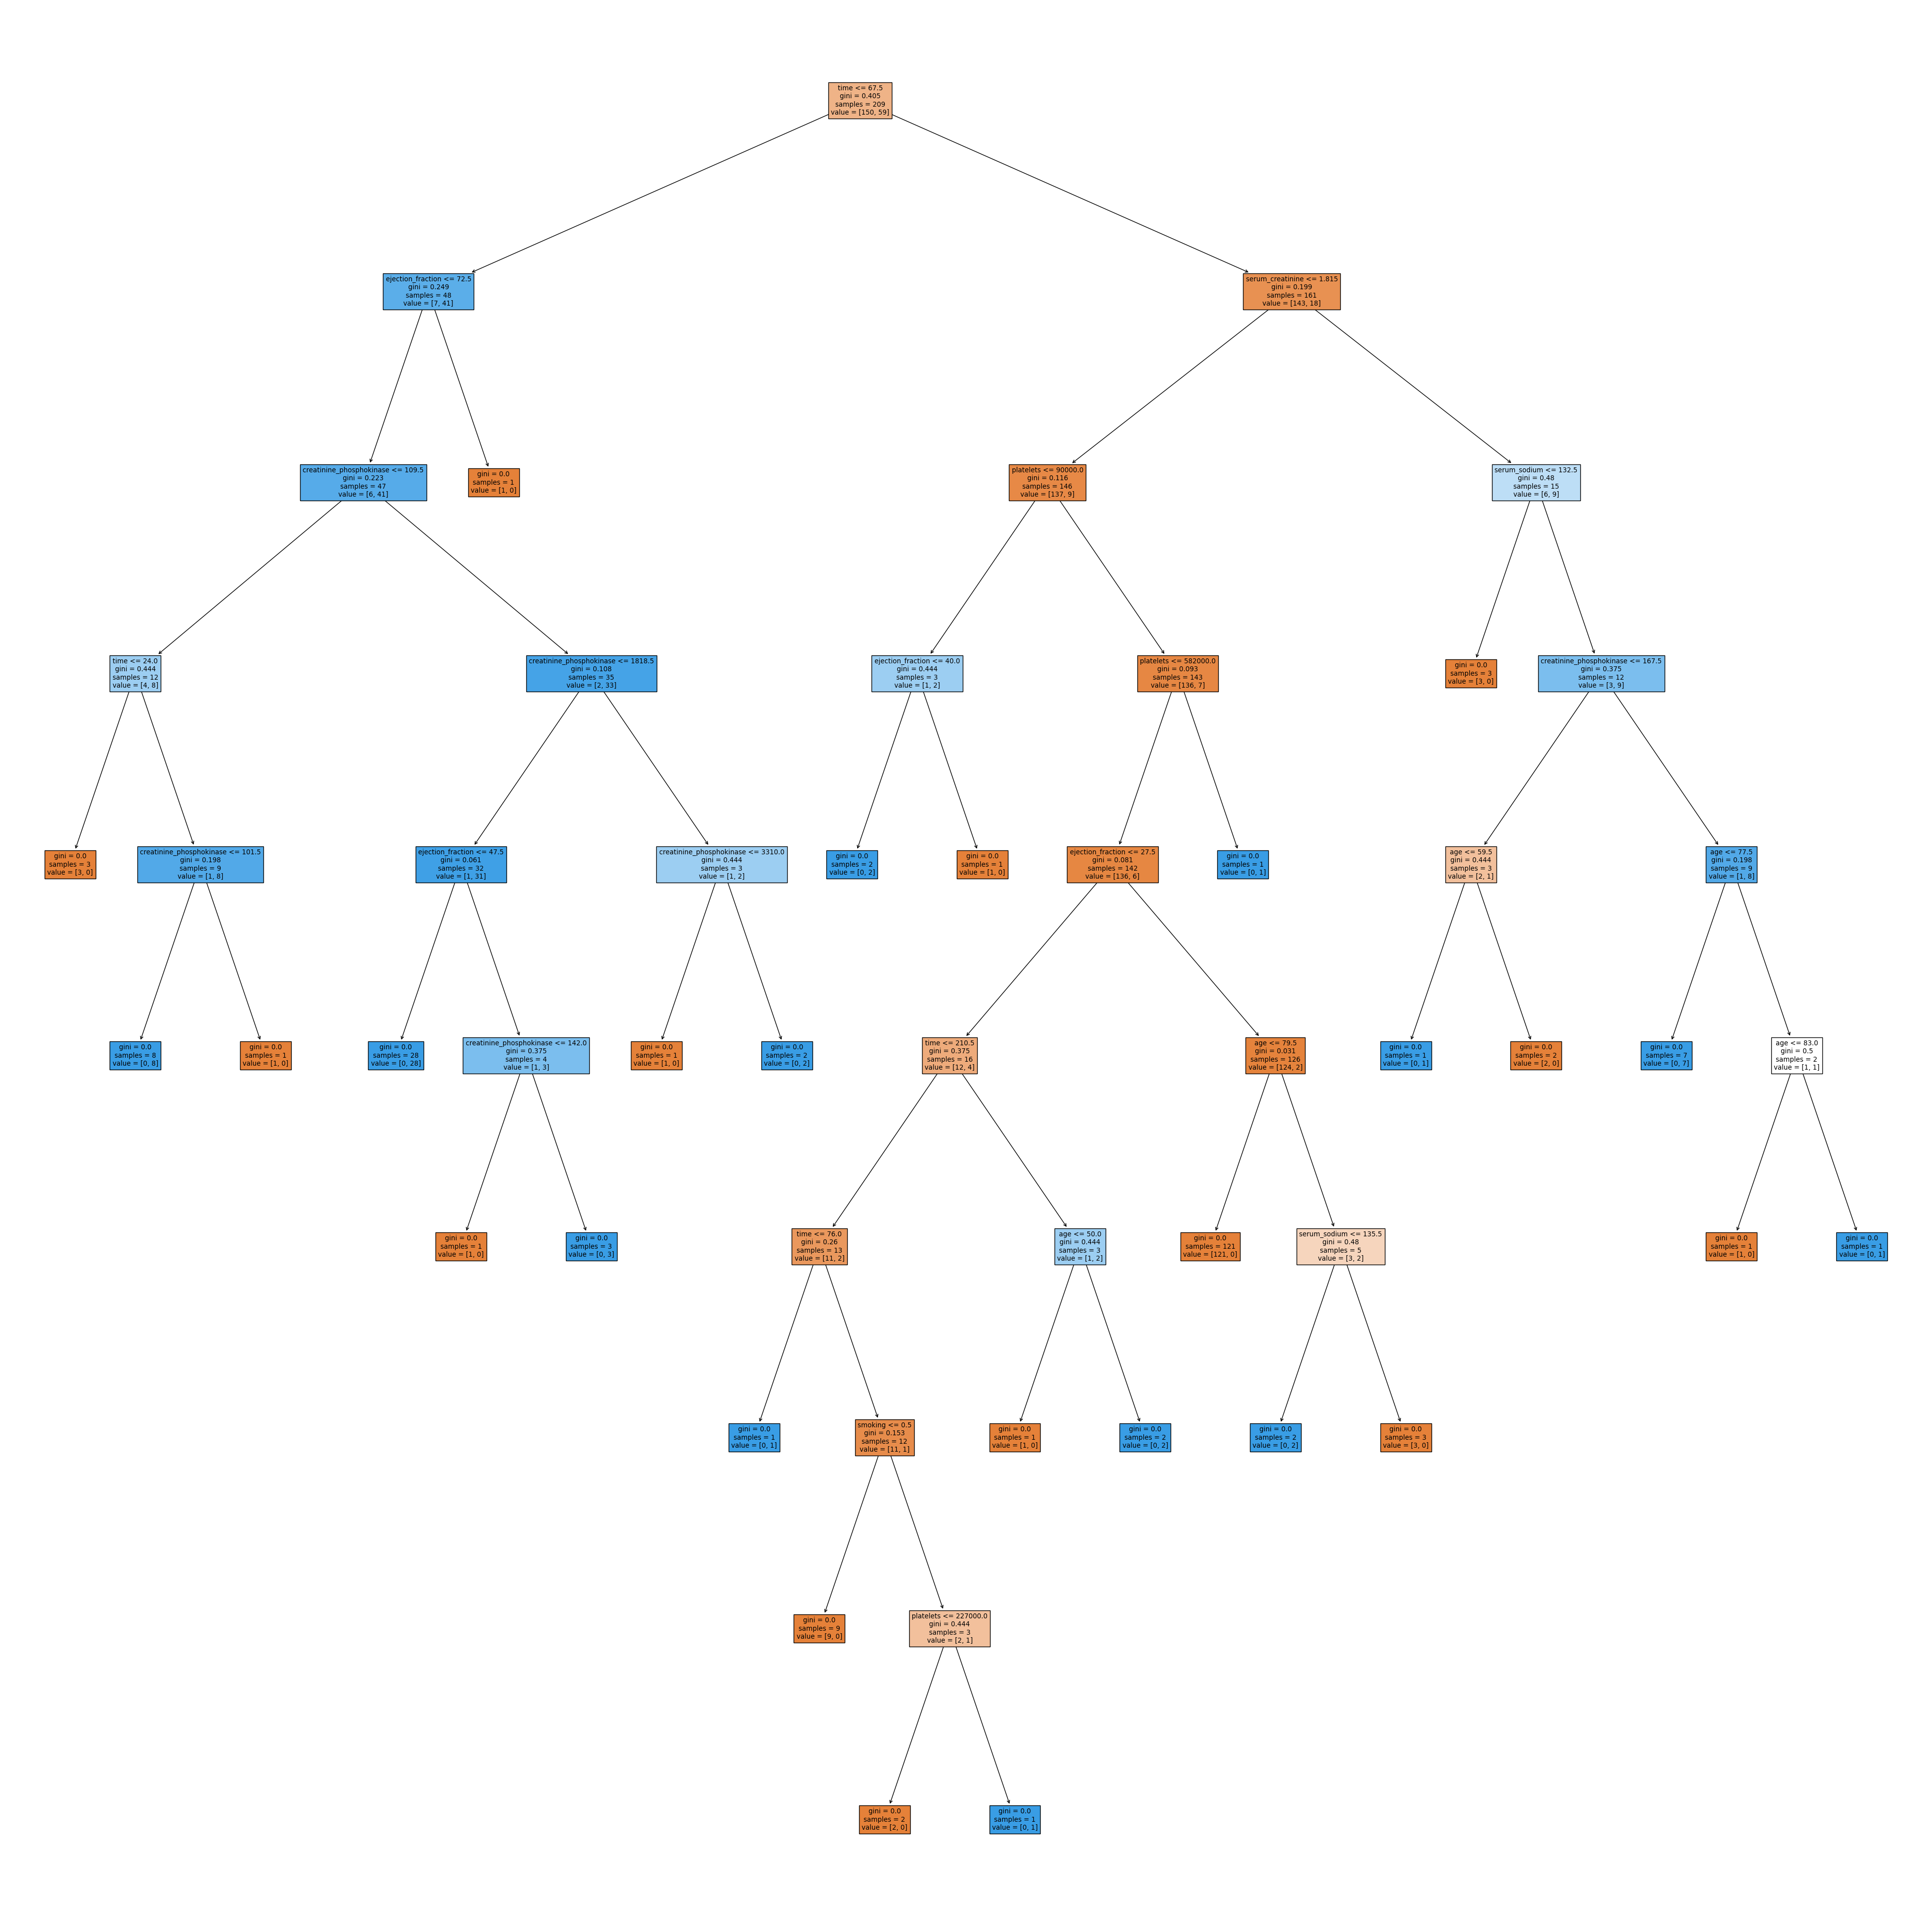 time <= 67.5
gini = 0.405
samples = 209
value = [150, 59]
ejection_fraction <= 72.5
gini = 0.249
samples = 48
value = [7, 41]
serum_creatinine <= 1.815
gini = 0.199
samples = 161
value = [143, 18]
creatinine_phosphokinase <= 109.5
gini = 0.223
samples = 47
value = [6, 41]
gini = 0.0
samples = 1
value = [1, 0]
platelets <= 90000.0
gini = 0.116
samples = 146
value = [137, 9]
serum_sodium <= 132.5
gini = 0.48
samples = 15
value = [6, 9]
time <= 24.0
gini = 0.444
samples = 12
value = [4, 8]
creatinine_phosphokinase <= 1818.5
gini = 0.108
samples = 35
value = [2, 33]
ejection_fraction <= 40.0
gini = 0.444
samples = 3
value = [1, 2]
platelets <= 582000.0
gini = 0.093
samples = 143
value = [136, 7]
gini = 0.0
samples = 3
value = [3, 0]
creatinine_phosphokinase <= 167.5
gini = 0.375
samples = 12
value = [3, 9]
gini = 0.0
samples = 3
value = [3, 0]
creatinine_phosphokinase <= 101.5
gini = 0.198
samples = 9
value = [1, 8]
ejection_fraction <= 47.5
gini = 0.061
samples = 32
value = [1, 31]
creatinine_phosphokinase <= 3310.0
gini = 0.444
samples = 3
value = [1, 2]
gini = 0.0
samples = 2
value = [0, 2]
gini = 0.0
samples = 1
value = [1, 0]
ejection_fraction <= 27.5
gini = 0.081
samples = 142
value = [136, 6]
gini = 0.0
samples = 1
value = [0, 1]
age <= 59.5
gini = 0.444
samples = 3
value = [2, 1]
age <= 77.5
gini = 0.198
samples = 9
value = [1, 8]
gini = 0.0
samples = 8
value = [0, 8]
gini = 0.0
samples = 1
value = [1, 0]
gini = 0.0
samples = 28
value = [0, 28]
creatinine_phosphokinase <= 142.0
gini = 0.375
samples = 4
value = [1, 3]
gini = 0.0
samples = 1
value = [1, 0]
gini = 0.0
samples = 2
value = [0, 2]
time <= 210.5
gini = 0.375
samples = 16
value = [12, 4]
age <= 79.5
gini = 0.031
samples = 126
value = [124, 2]
gini = 0.0
samples = 1
value = [0, 1]
gini = 0.0
samples = 2
value = [2, 0]
gini = 0.0
samples = 7
value = [0, 7]
age <= 83.0
gini = 0.5
samples = 2
value = [1, 1]
gini = 0.0
samples = 1
value = [1, 0]
gini = 0.0
samples = 3
value = [0, 3]
time <= 76.0
gini = 0.26
samples = 13
value = [11, 2]
age <= 50.0
gini = 0.444
samples = 3
value = [1, 2]
gini = 0.0
samples = 121
value = [121, 0]
serum_sodium <= 135.5
gini = 0.48
samples = 5
value = [3, 2]
gini = 0.0
samples = 1
value = [1, 0]
gini = 0.0
samples = 1
value = [0, 1]
gini = 0.0
samples = 1
value = [0, 1]
smoking <= 0.5
gini = 0.153
samples = 12
value = [11, 1]
gini = 0.0
samples = 1
value = [1, 0]
gini = 0.0
samples = 2
value = [0, 2]
gini = 0.0
samples = 2
value = [0, 2]
gini = 0.0
samples = 3
value = [3, 0]
gini = 0.0
samples = 9
value = [9, 0]
platelets <= 227000.0
gini = 0.444
samples = 3
value = [2, 1]
gini = 0.0
samples = 2
value = [2, 0]
gini = 0.0
samples = 1
value = [0, 1]